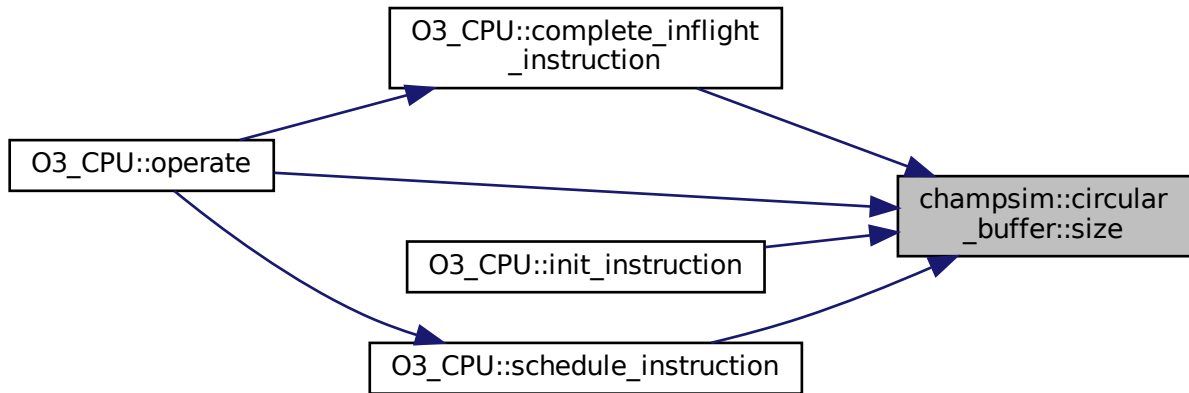 O3_CPU::complete_inflight
_instruction
O3_CPU::operate
champsim::circular
_buffer::size
O3_CPU::init_instruction
O3_CPU::schedule_instruction